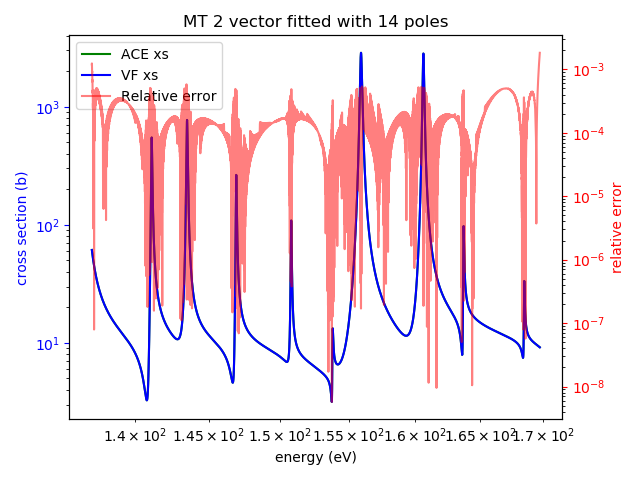 MT 2 vector fitted with 14 poles
ACE xs
VF xs
Relative error
cross section (b)
10³
10²
10¹
10⁻³
10⁻⁴
10⁻⁵
10⁻⁶
10⁻⁷
10⁻⁸
relative error
1.4 × 10² 1.45 × 10² 1.5 × 10² 1.55 × 10² 1.6 × 10² 1.65 × 10² 1.7 × 10²
energy (eV)